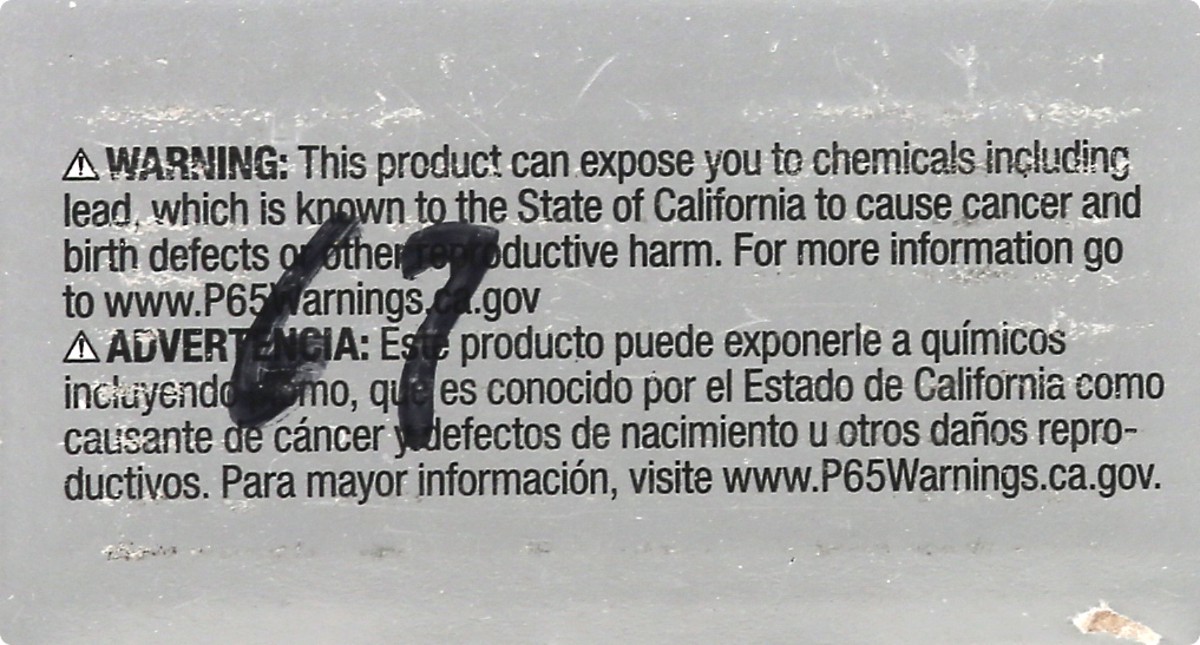 ⚠ WARNING: This product can expose you to chemicals including
lead, which is known to the State of California to cause cancer and
birth defects or other reproductive harm. For more information go
to www.P65Warnings.ca.gov
⚠ ADVERTENCIA: Este producto puede exponerle a químicos
incluyendo plomo, que es conocido por el Estado de California como
causante de cáncer y defectos de nacimiento u otros daños repro-
ductivos. Para mayor información, visite www.P65Warnings.ca.gov.
67